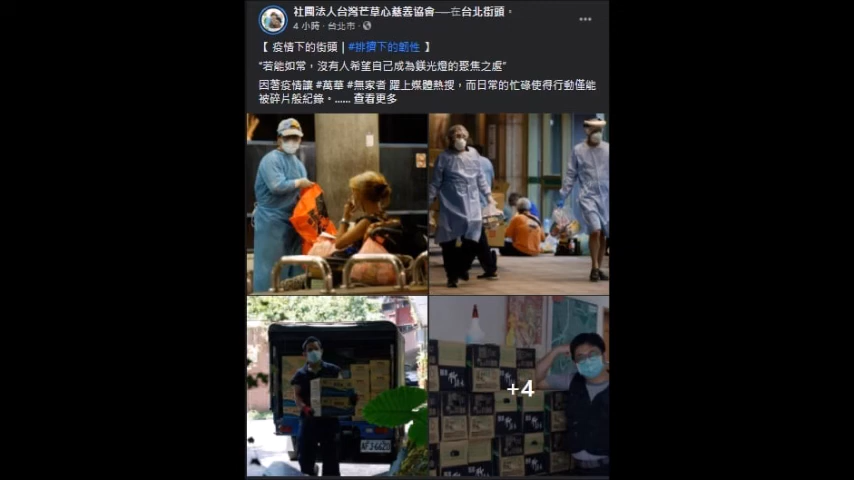 社團法人台灣芒草心慈善協會──在台北街頭。
4 小時 · 台北市 ·
【 疫情下的街頭 | #排擠下的韌性 】
“若能如常，沒有人希望自己成為鎂光燈的聚焦之處”
因著疫情讓 #萬華 #無家者 躍上媒體熱搜，而日常的忙碌使得行動僅能
被碎片般紀錄。...... 查看更多
+4